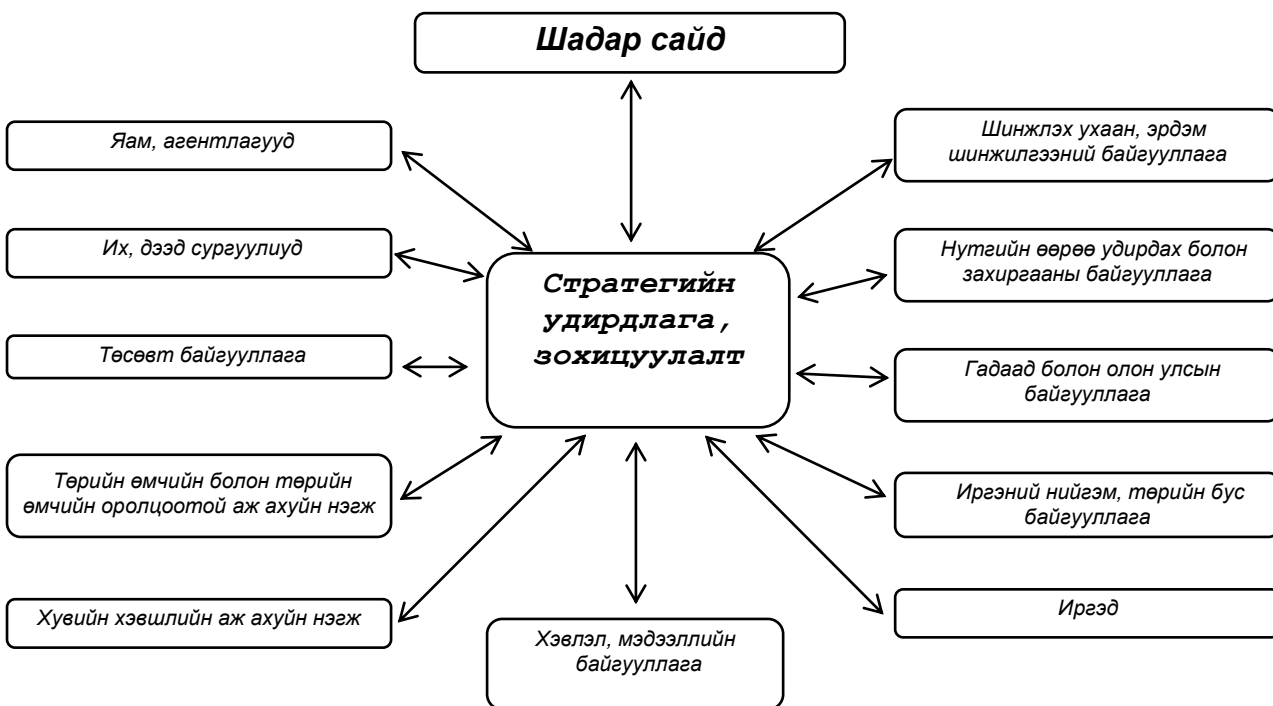 Шадар сайд
Яам, агентлагууд
Шинжлэх ухаан, эрдэм
шинжилгээний байгууллага
Их, дээд сургуулиуд
Нутгийн өөрөө удирдах болон
захиргааны байгууллага
Стратегийн
удирдлага,
зохицуулалт
Төсөвт байгууллага
Гадаад болон олон улсын
байгууллага
Төрийн өмчийн болон төрийн
өмчийн оролцоотой аж ахуйн нэгж
Иргэний нийгэм, төрийн бус
байгууллага
Хувийн хэвшлийн аж ахуйн нэгж
Хэвлэл, мэдээллийн
байгууллага
Иргэд